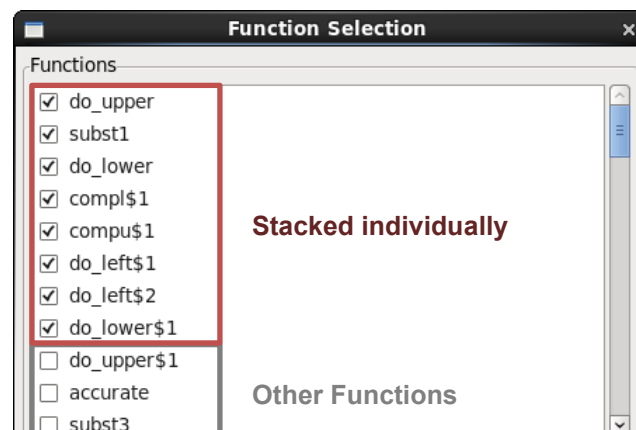 Function Selection
Functions
do_upper
subst1
do_lower
compl$1
compu$1
Stacked individually
do_left$1
do_left$2
do_lower$1
do_upper$1
accurate
Other Functions
subst3